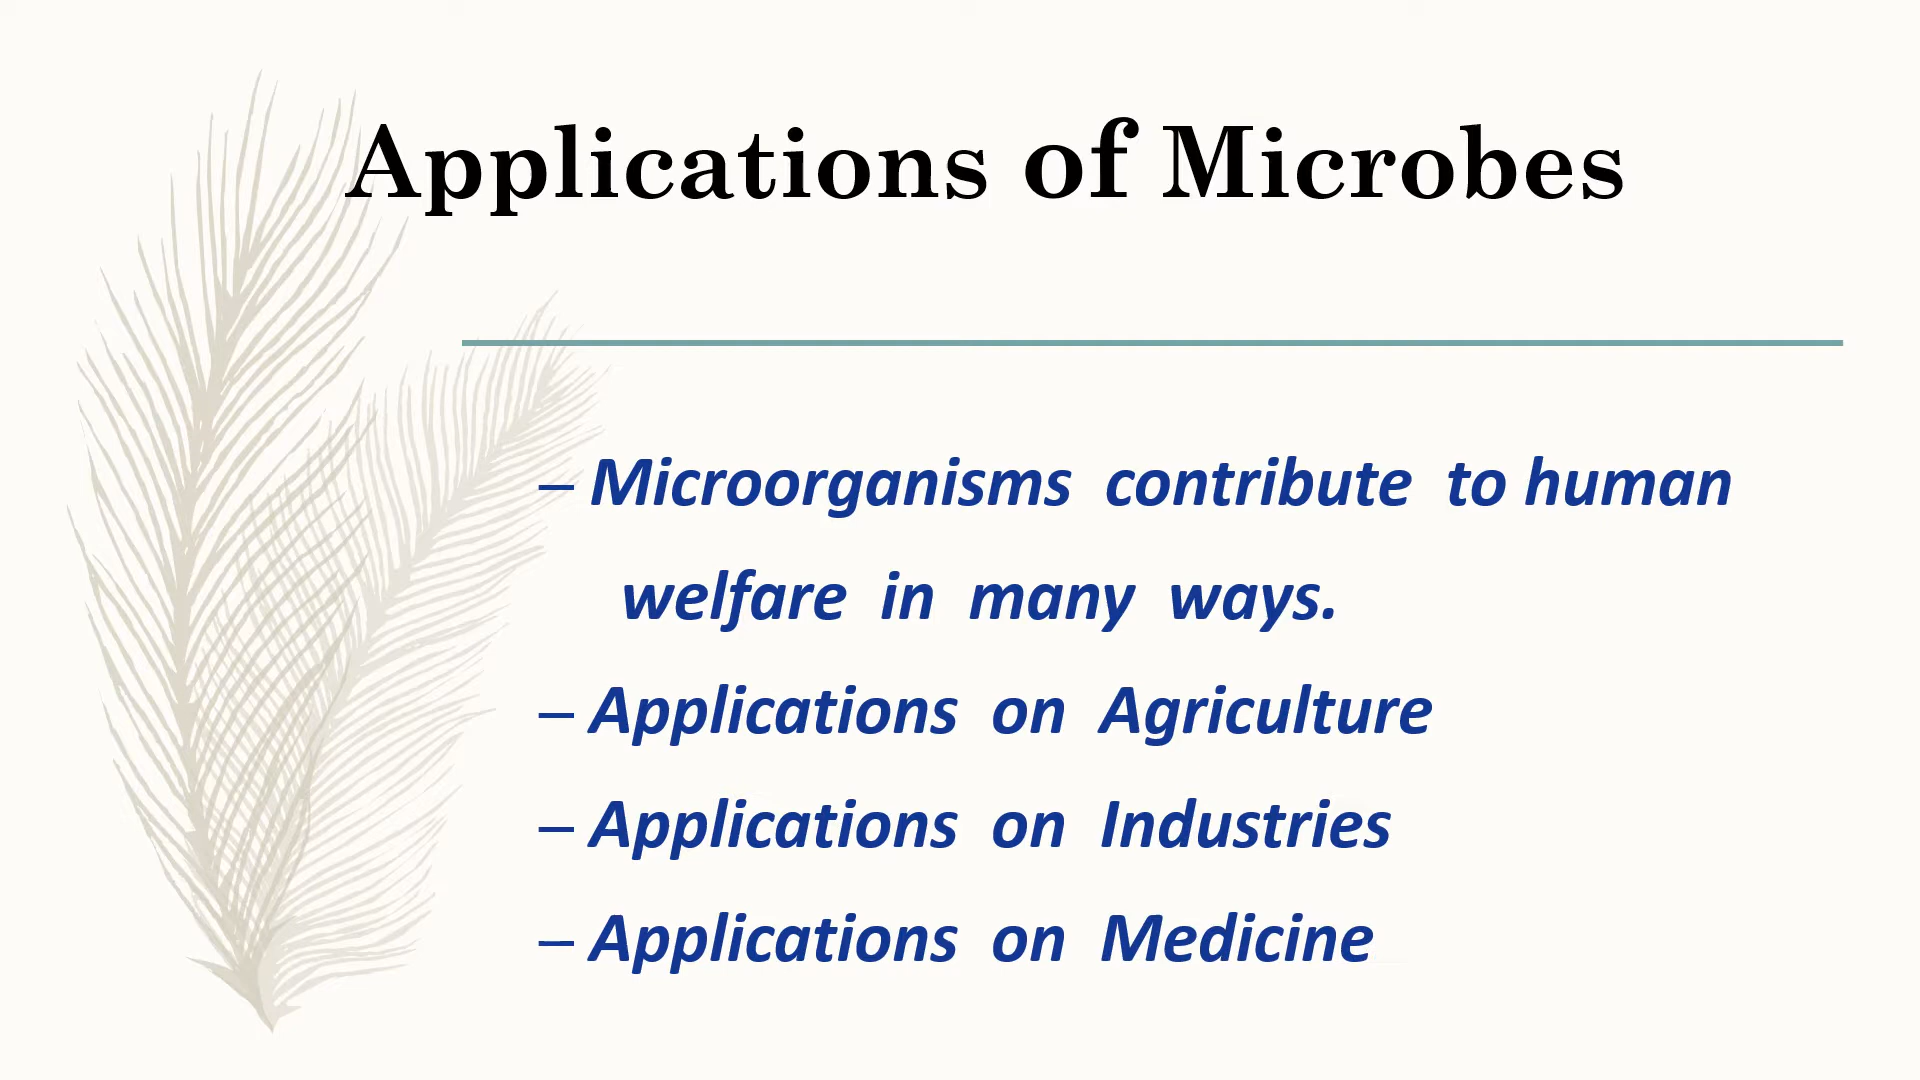 Applications of Microbes
– Microorganisms contribute to human
welfare in many ways.
– Applications on Agriculture
– Applications on Industries
– Applications on Medicine